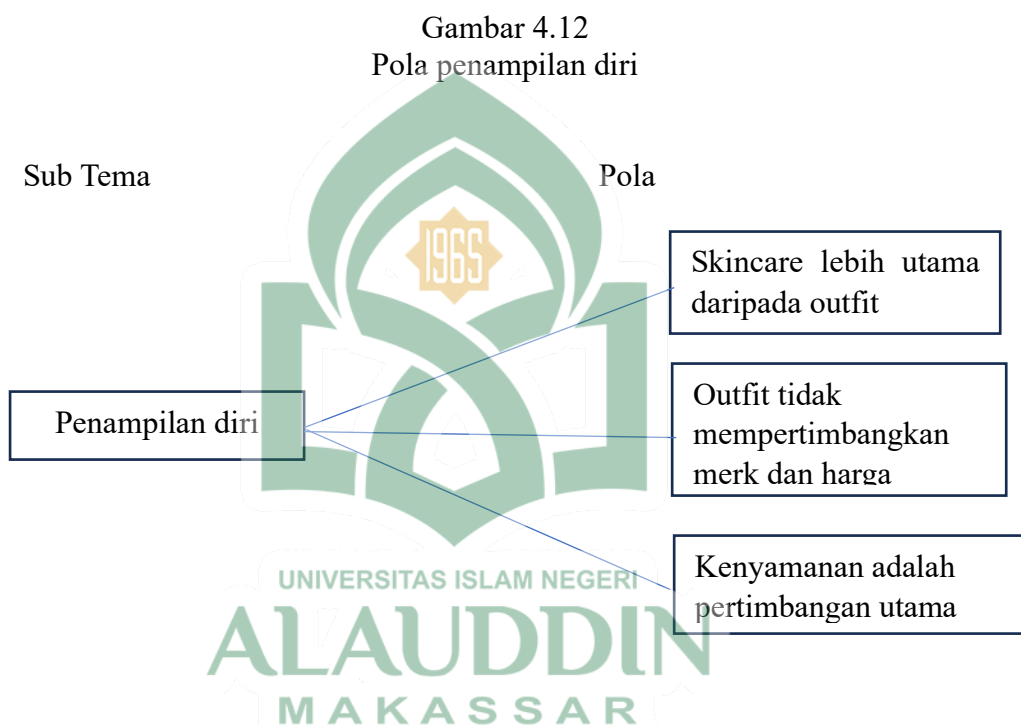 Gambar 4.12
Pola penampilan diri
Sub Tema
Pola
1965
Skincare lebih utama
daripada outfit
Penampilan diri
Outfit tidak
mempertimbangkan
merk dan harga
Kenyamanan adalah
pertimbangan utama
UNIVERSITAS ISLAM NEGERI
ALAUDDIN
MAKASSAR